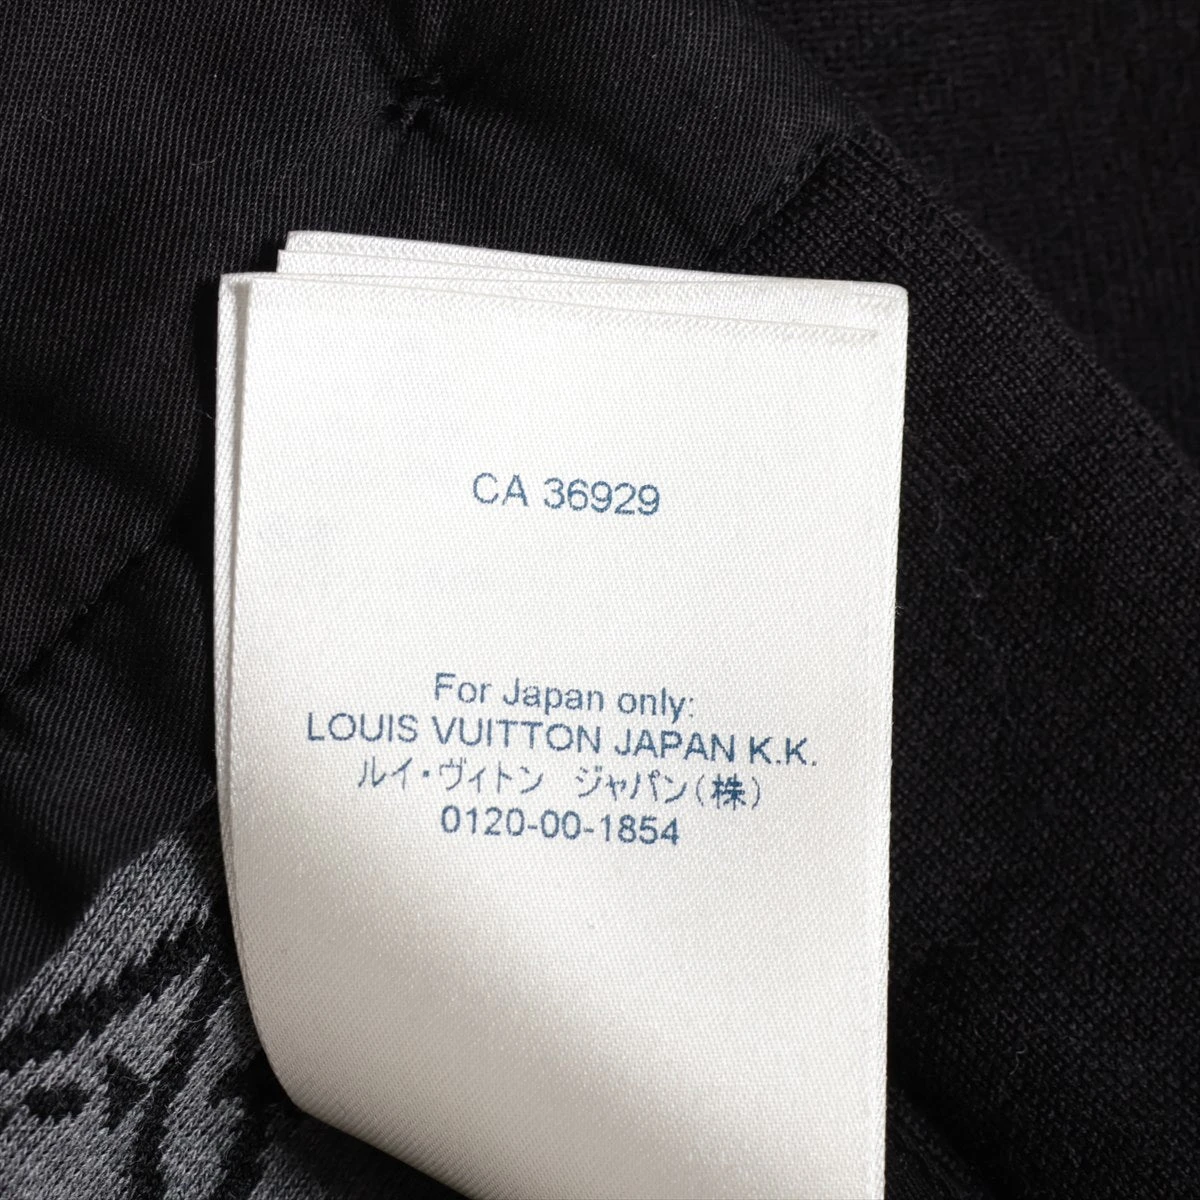 CA 36929
For Japan only:
LOUIS VUITTON JAPAN K.K.
ルイ・ヴィトン　ジャパン(株)
0120-00-1854